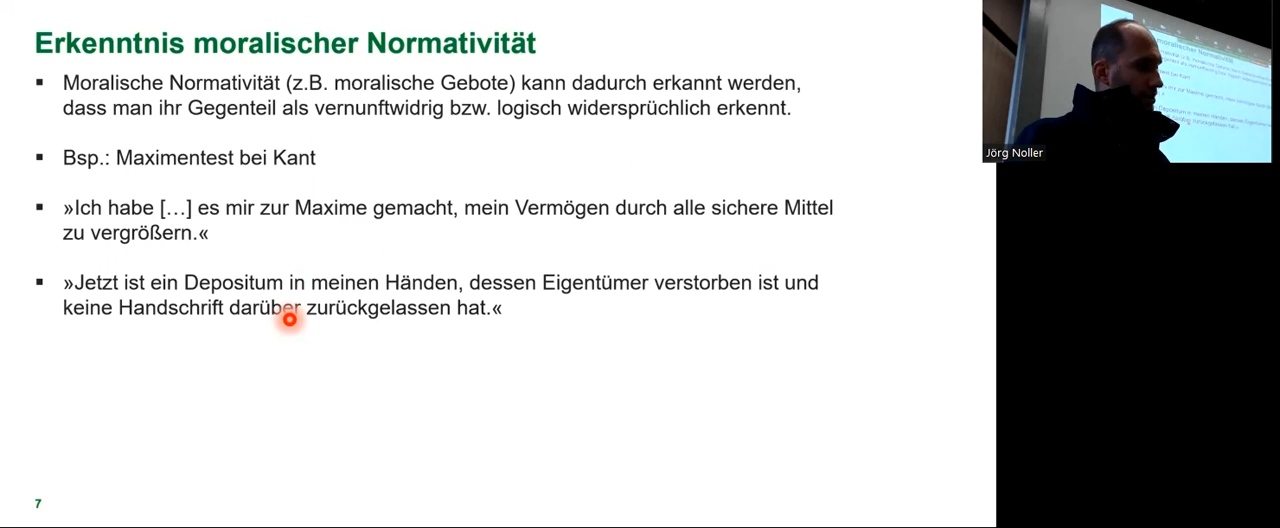 Erkenntnis moralischer Normativität
▪ Moralische Normativität (z.B. moralische Gebote) kann dadurch erkannt werden,
dass man ihr Gegenteil als vernunftwidrig bzw. logisch widersprüchlich erkennt.
▪ Bsp.: Maximentest bei Kant
▪ »Ich habe […] es mir zur Maxime gemacht, mein Vermögen durch alle sichere Mittel
zu vergrößern.«
▪ »Jetzt ist ein Depositum in meinen Händen, dessen Eigentümer verstorben ist und
keine Handschrift darüber zurückgelassen hat.«
7
Jörg Noller